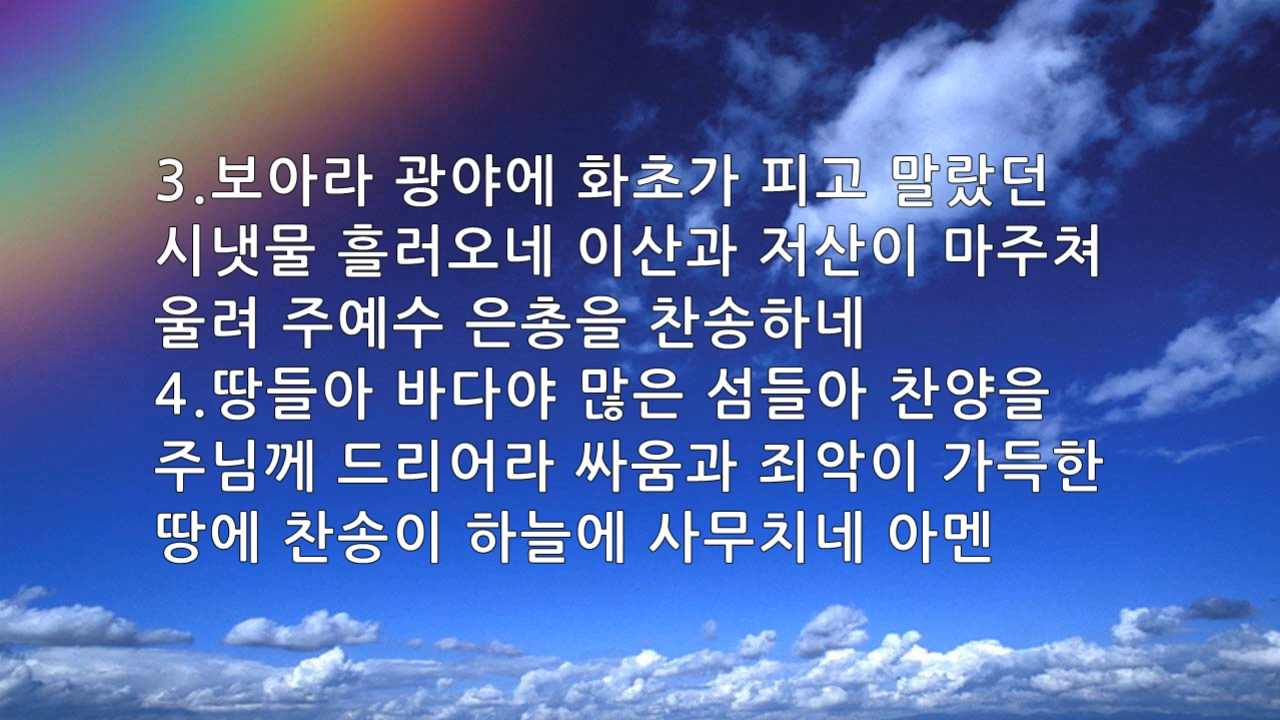 3.보아라 광야에 화초가 피고 말랐던
시냇물 흘러오네 이산과 저산이 마주쳐
울려 주예수 은총을 찬송하네
4.땅들아 바다야 많은 섬들아 찬양을
주님께 드리어라 싸움과 죄악이 가득한
땅에 찬송이 하늘에 사무치네 아멘